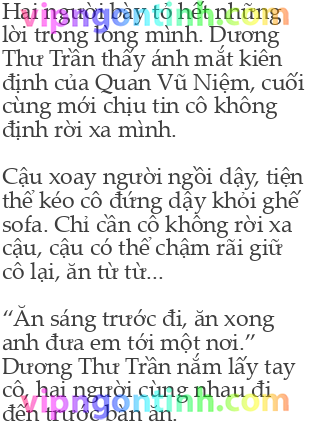 Hai người bày tỏ hết những
lời trong lòng mình. Dương
Thư Trần thấy ánh mắt kiên
định của Quan Vũ Niệm, cuối
cùng mới chịu tin cô không
định rời xa mình.
Cậu xoay người ngồi dậy, tiện
thể kéo cô đứng dậy khỏi ghế
sofa. Chỉ cần cô không rời xa
cậu, cậu có thể chậm rãi giữ
cô lại, ăn từ từ...
“Ăn sáng trước đi, ăn xong
anh đưa em tới một nơi.”
Dương Thư Trần nắm lấy tay
cô, hai người cùng nhau đi
đến trước bàn ăn.
vipngontinh.com
vipngontinh.com